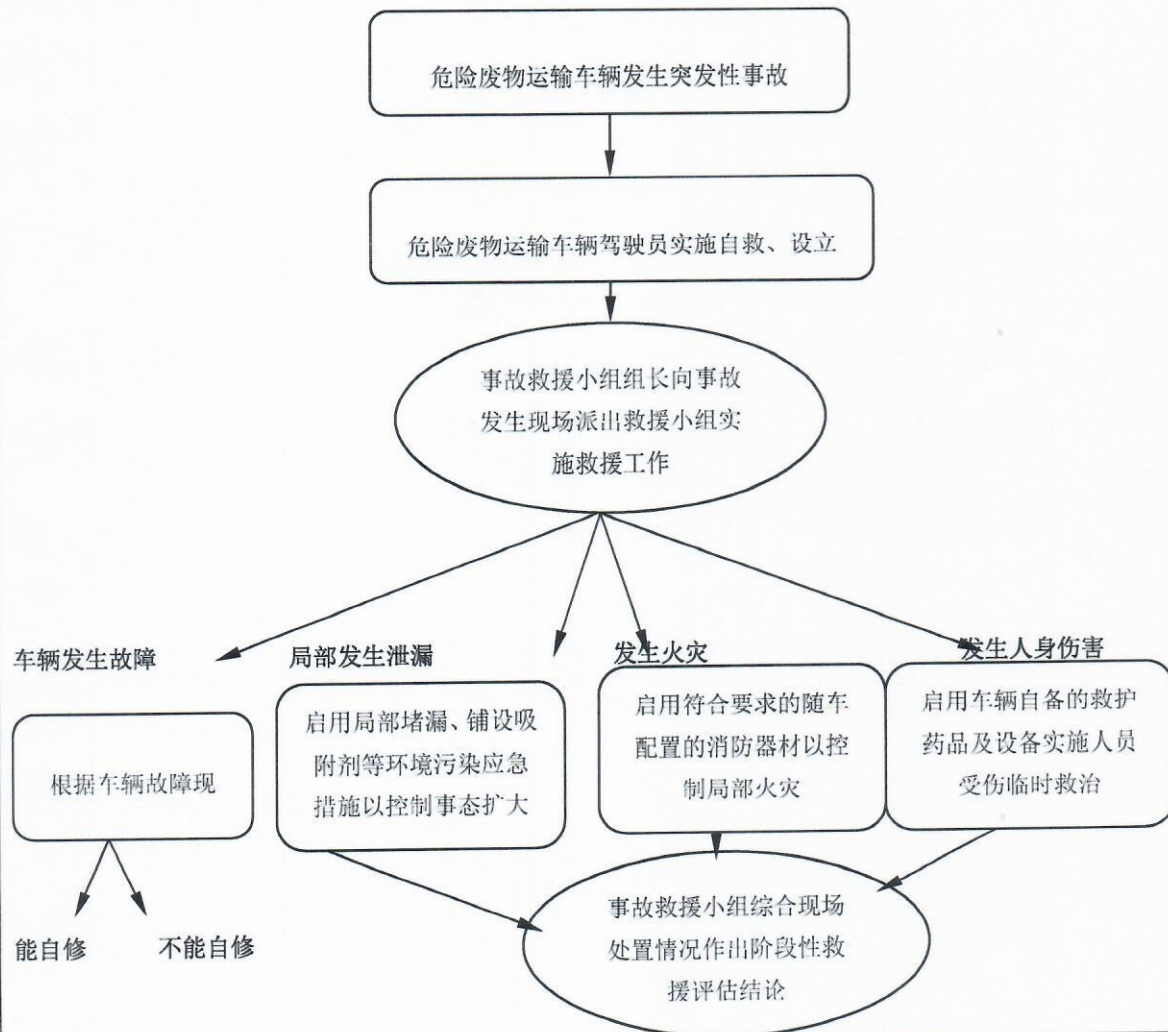 危险废物运输车辆发生突发性事故
危险废物运输车辆驾驶员实施自救、设立
事故救援小组组长向事故
发生现场派出救援小组实
施救援工作
车辆发生故障
局部发生泄漏
发生火灾
发生人身伤害
根据车辆故障现
启用局部堵漏、铺设吸
附剂等环境污染应急
措施以控制事态扩大
启用符合要求的随车
配置的消防器材以控
制局部火灾
启用车辆自备的救护
药品及设备实施人员
受伤临时救治
能自修
不能自修
事故救援小组综合现场
处置情况作出阶段性救
援评估结论